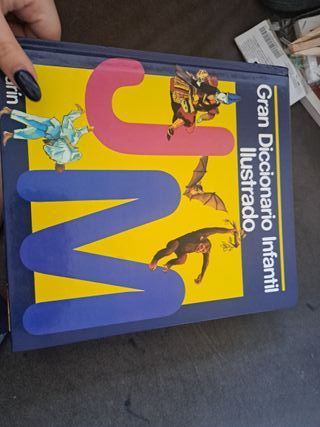 Gran Diccionario Infantil
Ilustrado
J
M